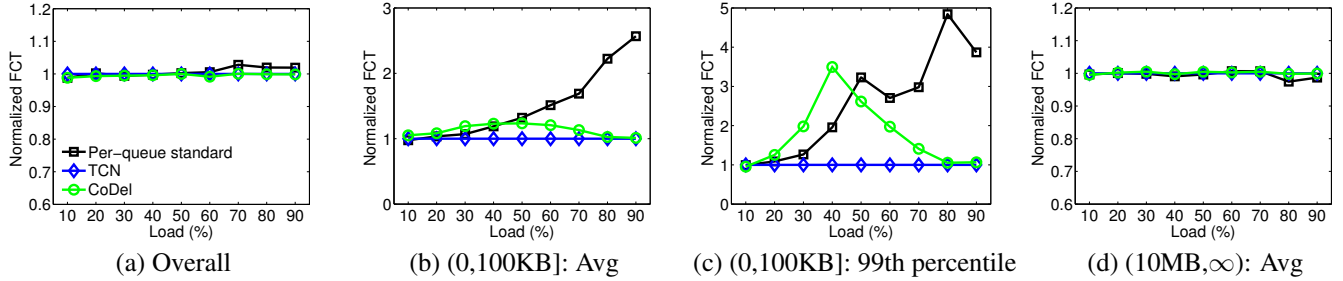 1.2
1.1
1
0.9
0.8
0.7
0.6
Normalized FCT
Per-queue standard
TCN
CoDel
10 20 30 40 50 60 70 80 90
Load (%)
(a) Overall
3
2
1
0
Normalized FCT
10 20 30 40 50 60 70 80 90
Load (%)
(b) (0,100KB]: Avg
5
4
3
2
1
0
Normalized FCT
10 20 30 40 50 60 70 80 90
Load (%)
(c) (0,100KB]: 99th percentile
1.2
1.1
1
0.9
0.8
0.7
0.6
Normalized FCT
10 20 30 40 50 60 70 80 90
Load (%)
(d) (10MB,∞): Avg